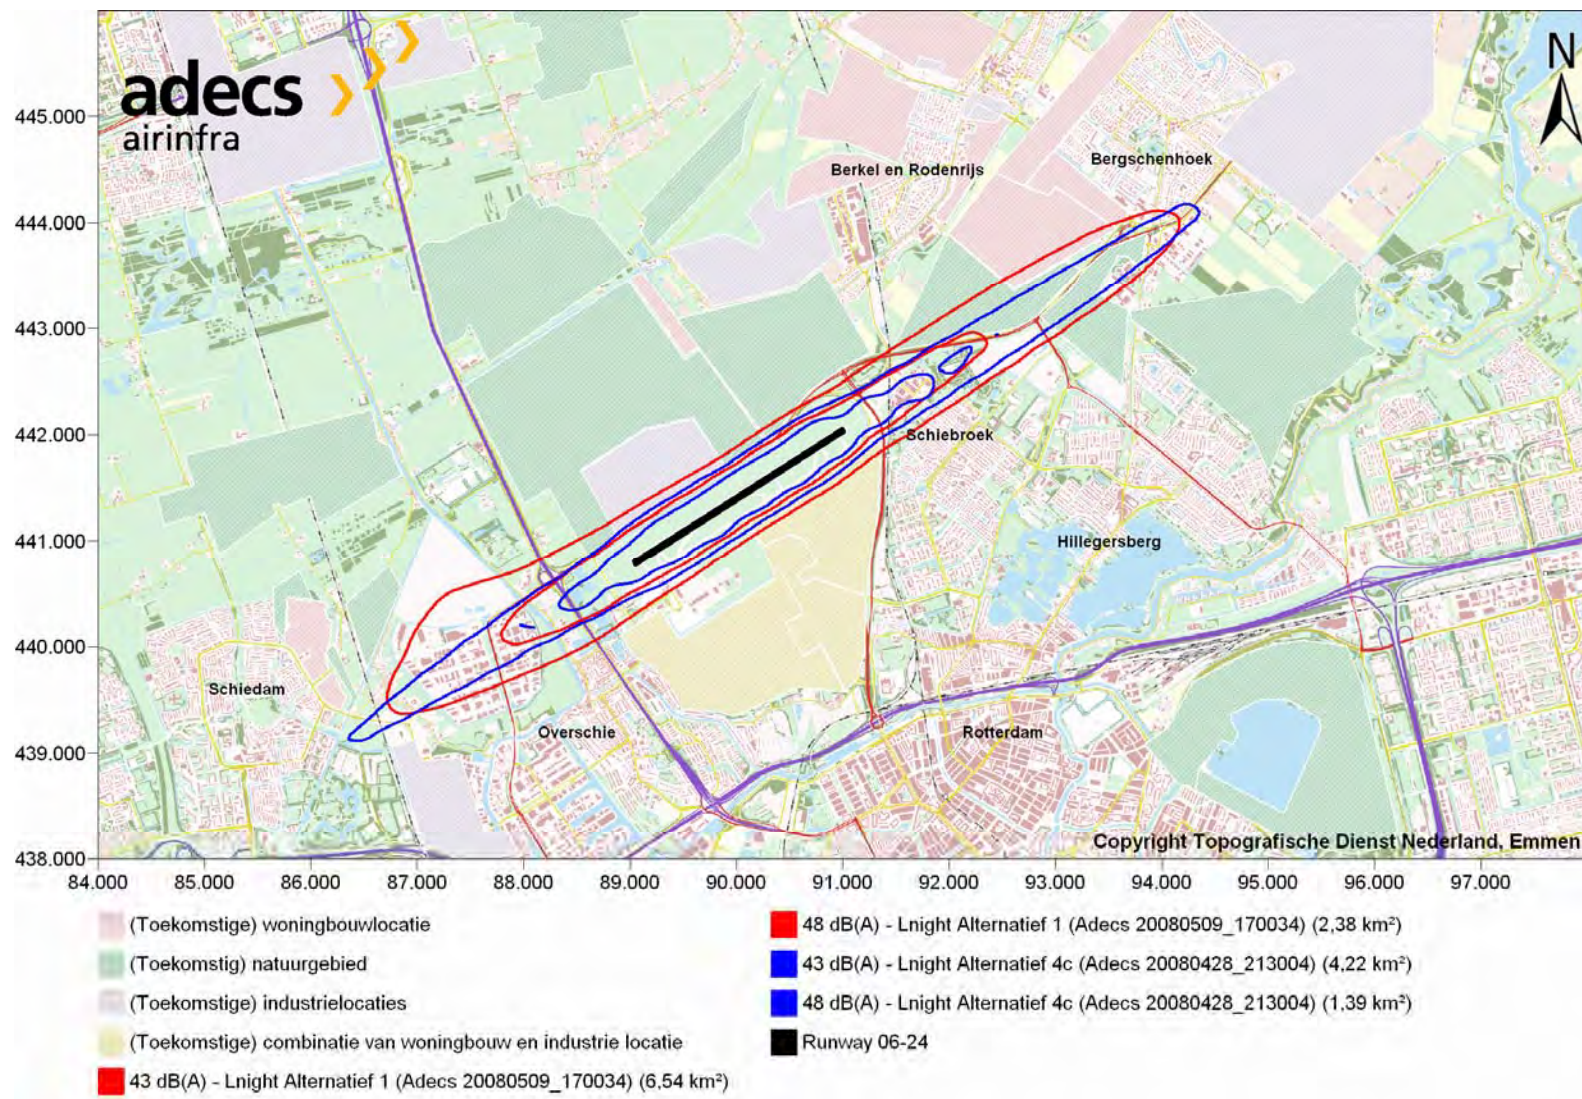 adecs
airinfra
N
445.000
Bergschenhoek
Berkel en Rodenrijs
444.000
443.000
442.000
Schiebroek
441.000
Hillegersberg
440.000
Schiedam
Overschie
Rotterdam
439.000
Copyright Topografische Dienst Nederland, Emmen
438.000
84.000 85.000 86.000 87.000 88.000 89.000 90.000 91.000 92.000 93.000 94.000 95.000 96.000 97.000
(Toekomstige) woningbouwlocatie
(Toekomstig) natuurgebied
(Toekomstige) industrielocaties
(Toekomstige) combinatie van woningbouw en industrie locatie
43 dB(A) - Lnight Alternatief 1 (Adecs 20080509_170034) (6,54 km²)
48 dB(A) - Lnight Alternatief 1 (Adecs 20080509_170034) (2,38 km²)
43 dB(A) - Lnight Alternatief 4c (Adecs 20080428_213004) (4,22 km²)
48 dB(A) - Lnight Alternatief 4c (Adecs 20080428_213004) (1,39 km²)
Runway 06-24